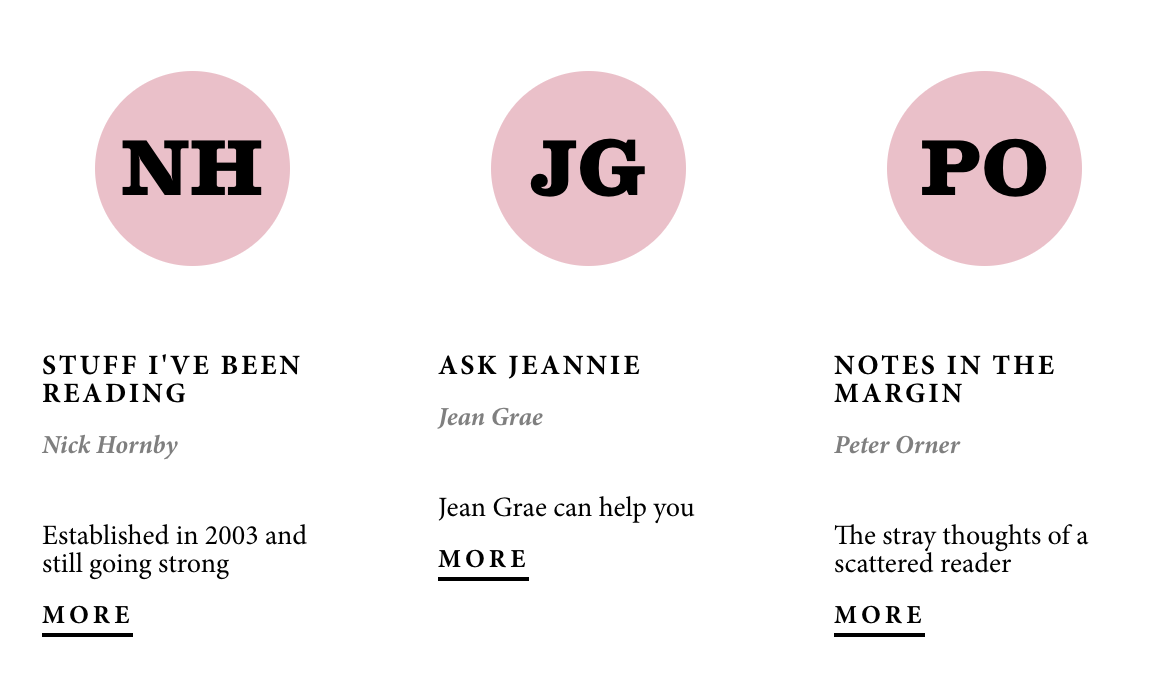 NH
STUFF I'VE BEEN
READING
Nick Hornby
Established in 2003 and
still going strong
MORE
JG
ASK JEANNIE
Jean Grae
Jean Grae can help you
MORE
PO
NOTES IN THE
MARGIN
Peter Orner
The stray thoughts of a
scattered reader
MORE